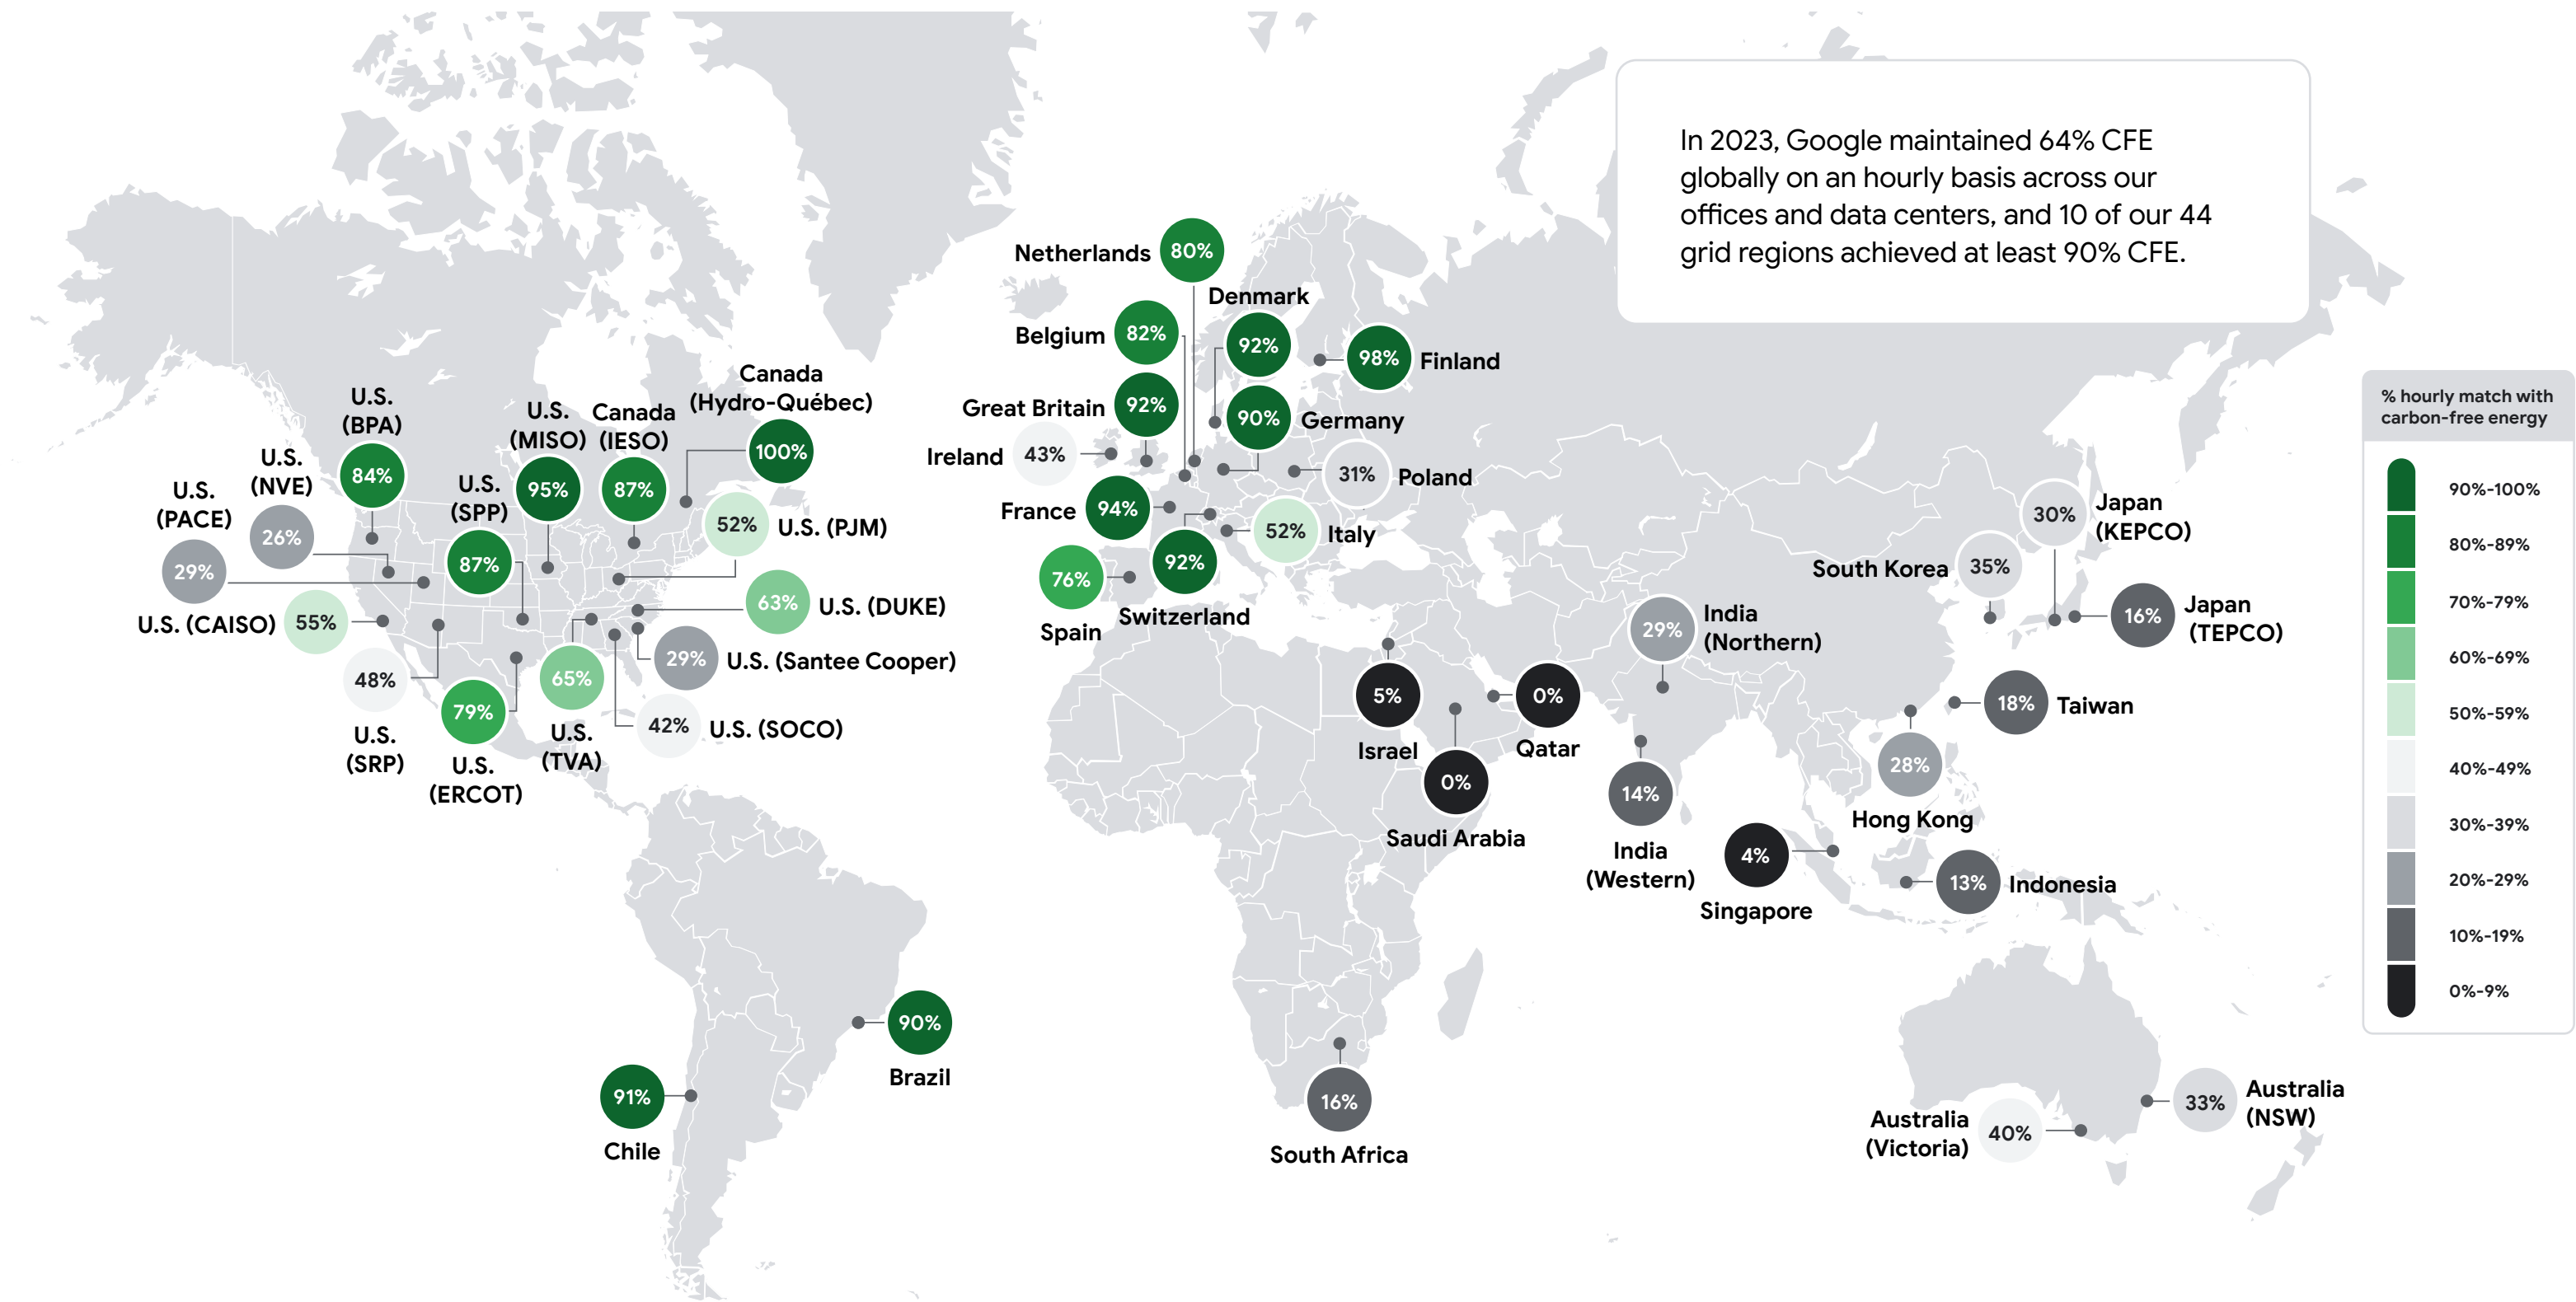 In 2023, Google maintained 64% CFE
globally on an hourly basis across our
offices and data centers, and 10 of our 44
grid regions achieved at least 90% CFE.
% hourly match with
carbon-free energy
90%-100%
80%-89%
70%-79%
60%-69%
50%-59%
40%-49%
30%-39%
20%-29%
10%-19%
0%-9%
U.S.
(BPA)
84%
U.S.
(NVE)
26%
U.S.
(PACE)
29%
U.S. (CAISO)
55%
U.S.
(SRP)
48%
U.S.
(SPP)
87%
U.S.
(ERCOT)
79%
U.S.
(MISO)
95%
Canada
(IESO)
87%
Canada
(Hydro-Québec)
100%
52%
U.S. (PJM)
63%
U.S. (DUKE)
29%
U.S. (Santee Cooper)
65%
U.S.
(TVA)
42%
U.S. (SOCO)
90%
Brazil
91%
Chile
Netherlands
80%
Belgium
82%
Denmark
92%
98%
Finland
Great Britain
92%
90%
Germany
Ireland
43%
31%
Poland
France
94%
52%
Italy
92%
Switzerland
76%
Spain
5%
Israel
0%
Qatar
0%
Saudi Arabia
16%
South Africa
29%
India
(Northern)
14%
India
(Western)
4%
Singapore
13%
Indonesia
28%
Hong Kong
18%
Taiwan
South Korea
35%
30%
Japan
(KEPCO)
16%
Japan
(TEPCO)
Australia
(Victoria)
40%
33%
Australia
(NSW)